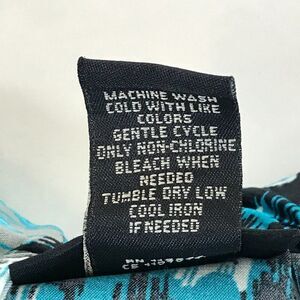 MACHINE WASH
COLD WITH LIKE
COLORS
GENTLE CYCLE
ONLY NON-CHLORINE
BLEACH WHEN
NEEDED
TUMBLE DRY LOW
COOL IRON
IF NEEDED
RN